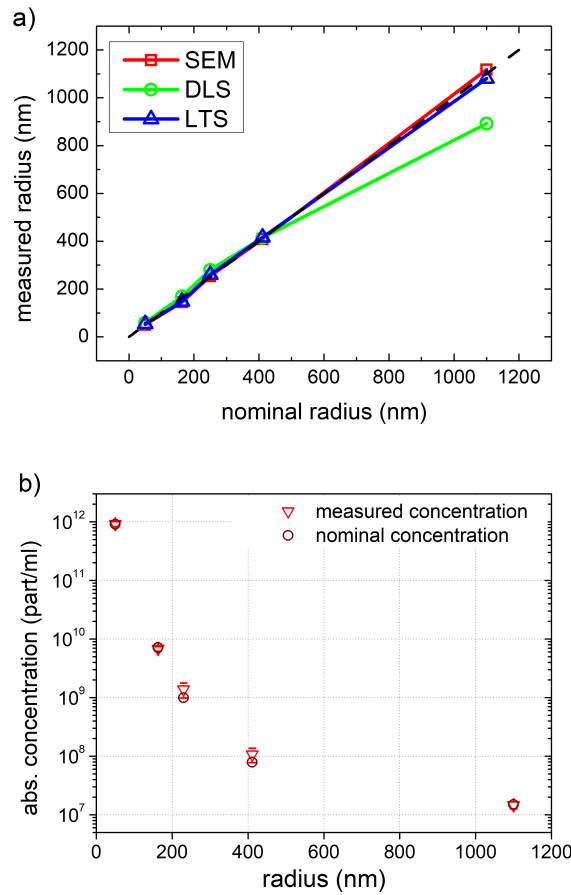 a)
SEM
DLS
LTS
measured radius (nm)
1200
1000
800
600
400
200
0
0 200 400 600 800 1000 1200
nominal radius (nm)
b)
measured concentration
nominal concentration
abs. concentration (part/ml)
10¹²
10¹¹
10¹⁰
10⁹
10⁸
10⁷
0 200 400 600 800 1000 1200
radius (nm)